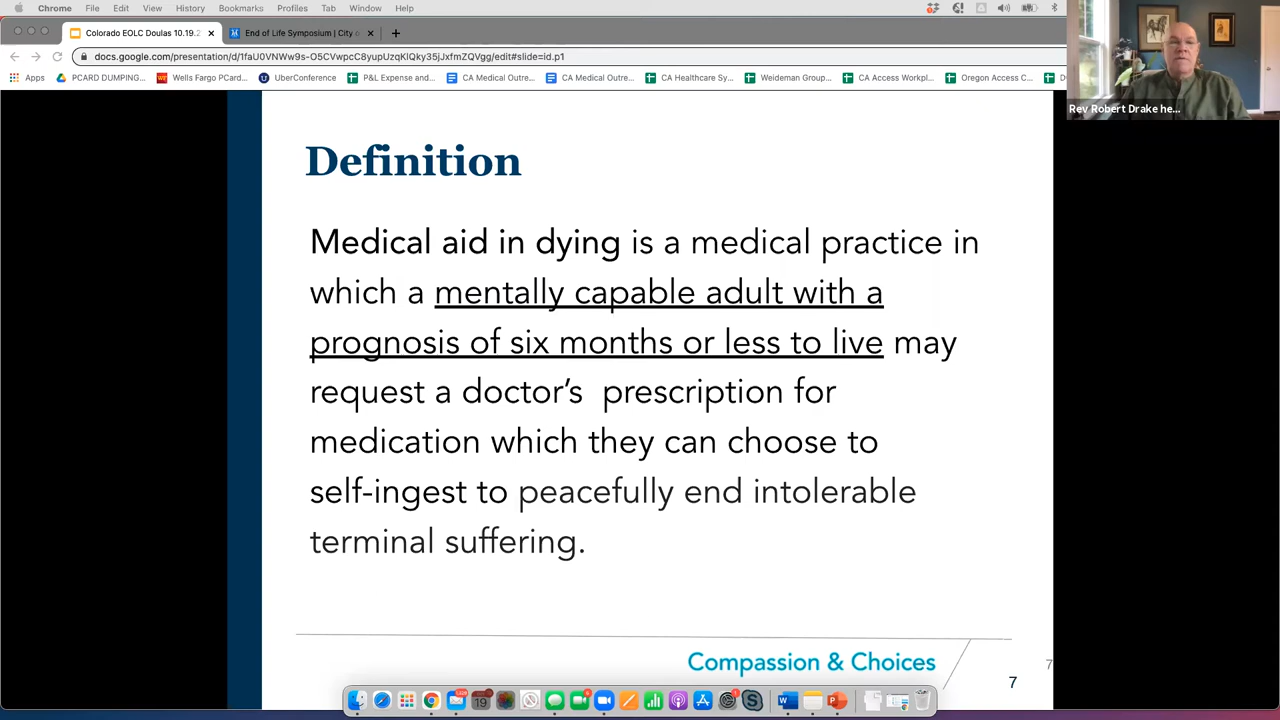 Chrome File Edit View History Bookmarks Profiles Tab Window Help
Colorado EOLC Doulas 10.19.2
End of Life Symposium | City o
docs.google.com/presentation/d/1faU0VNWw9s-O5CVwpcC8yupUzqKlQky35jJxfmZQVgg/edit#slide=id.p1
Apps PCARD DUMPING... Wells Fargo PCard... UberConference P&L Expense and... CA Medical Outre... CA Medical Outre... CA Healthcare Sy... Weideman Group... CA Access Workpl... Oregon Access C...
Rev Robert Drake he...
Definition
Medical aid in dying is a medical practice in
which a mentally capable adult with a
prognosis of six months or less to live may
request a doctor’s prescription for
medication which they can choose to
self-ingest to peacefully end intolerable
terminal suffering.
Compassion & Choices
7
7
19